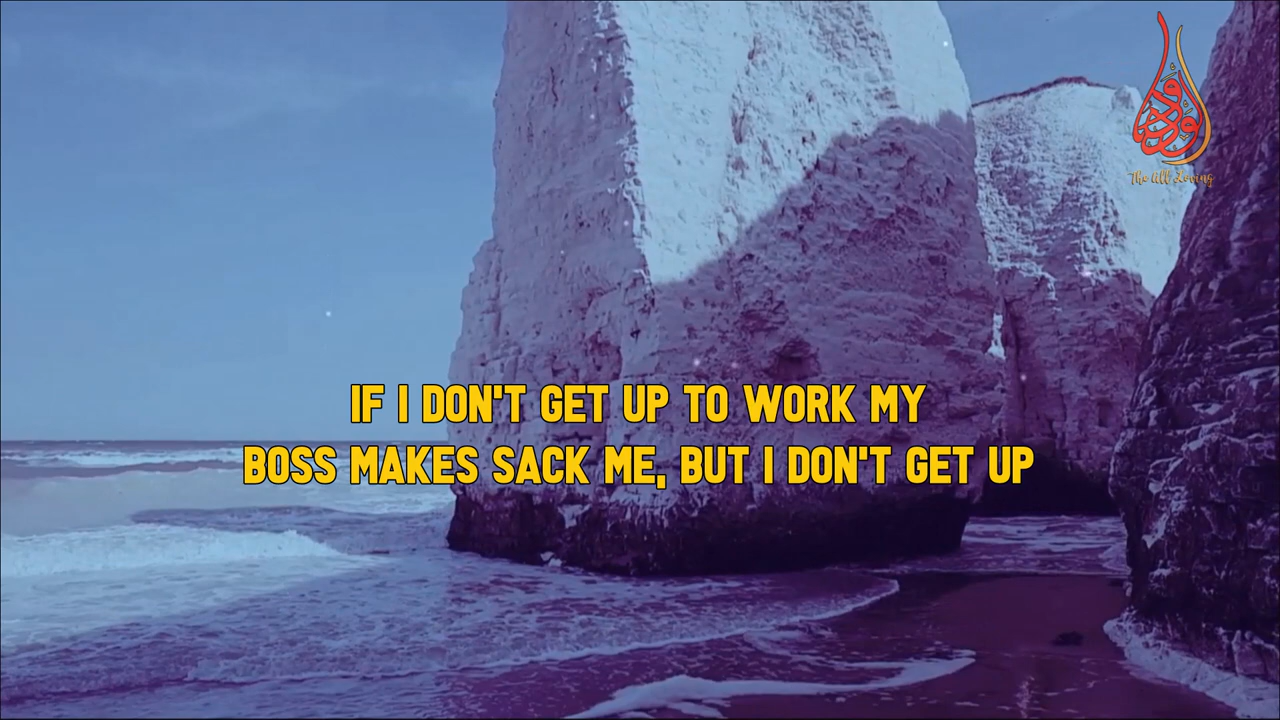 The All Loving
IF I DON'T GET UP TO WORK MY
BOSS MAKES SACK ME, BUT I DON'T GET UP